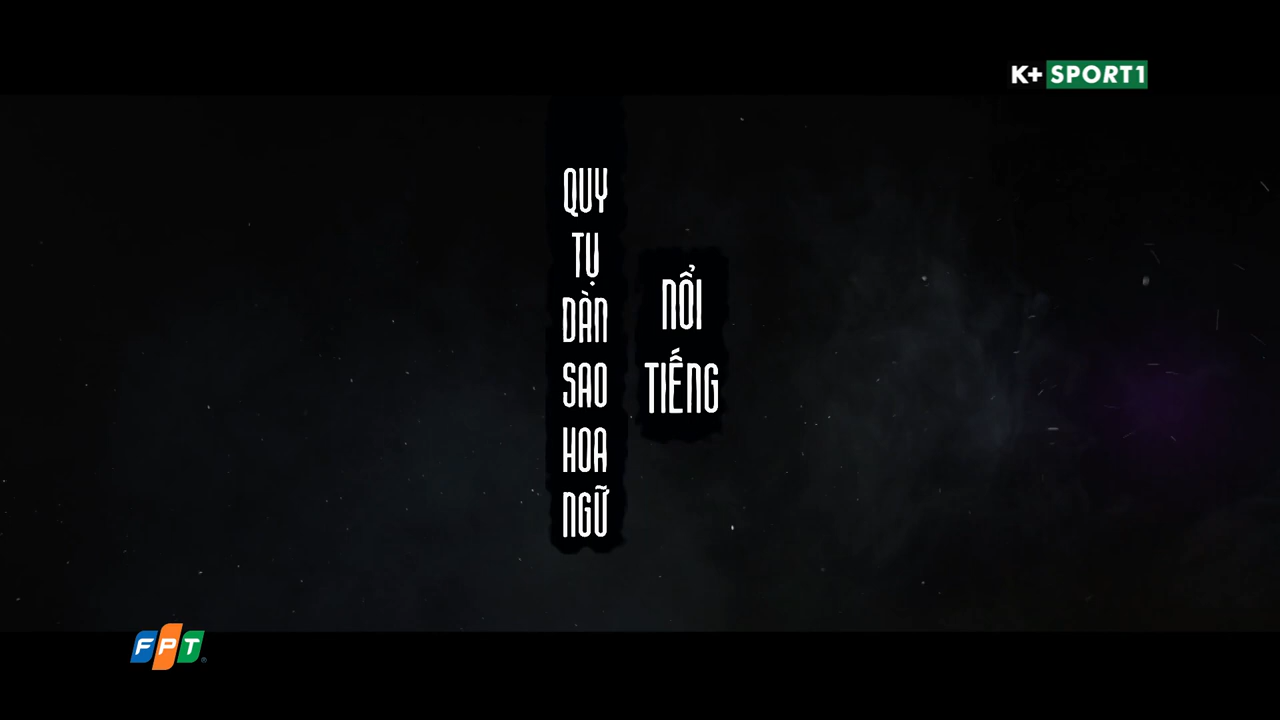 K+ SPORT1
QUY
TỤ
DÀN
SAO
HOA
NGỮ
NỔI
TIẾNG
FPT